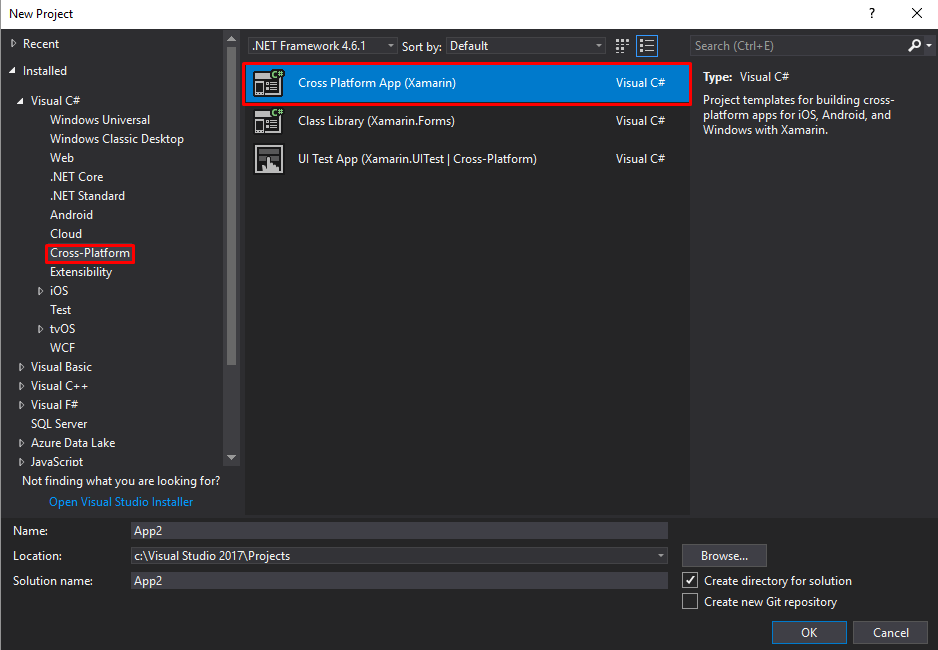 New Project
?
Recent
Installed
Visual C#
Windows Universal
Windows Classic Desktop
Web
.NET Core
.NET Standard
Android
Cloud
Cross-Platform
Extensibility
iOS
Test
tvOS
WCF
Visual Basic
Visual C++
Visual F#
SQL Server
Azure Data Lake
JavaScript
Not finding what you are looking for?
Open Visual Studio Installer
.NET Framework 4.6.1 Sort by: Default
Cross Platform App (Xamarin) Visual C#
Class Library (Xamarin.Forms) Visual C#
UI Test App (Xamarin.UITest | Cross-Platform) Visual C#
Search (Ctrl+E)
Type: Visual C#
Project templates for building cross-
platform apps for iOS, Android, and
Windows with Xamarin.
Name: App2
Location: c:\Visual Studio 2017\Projects
Browse...
Solution name: App2
Create directory for solution
Create new Git repository
OK Cancel